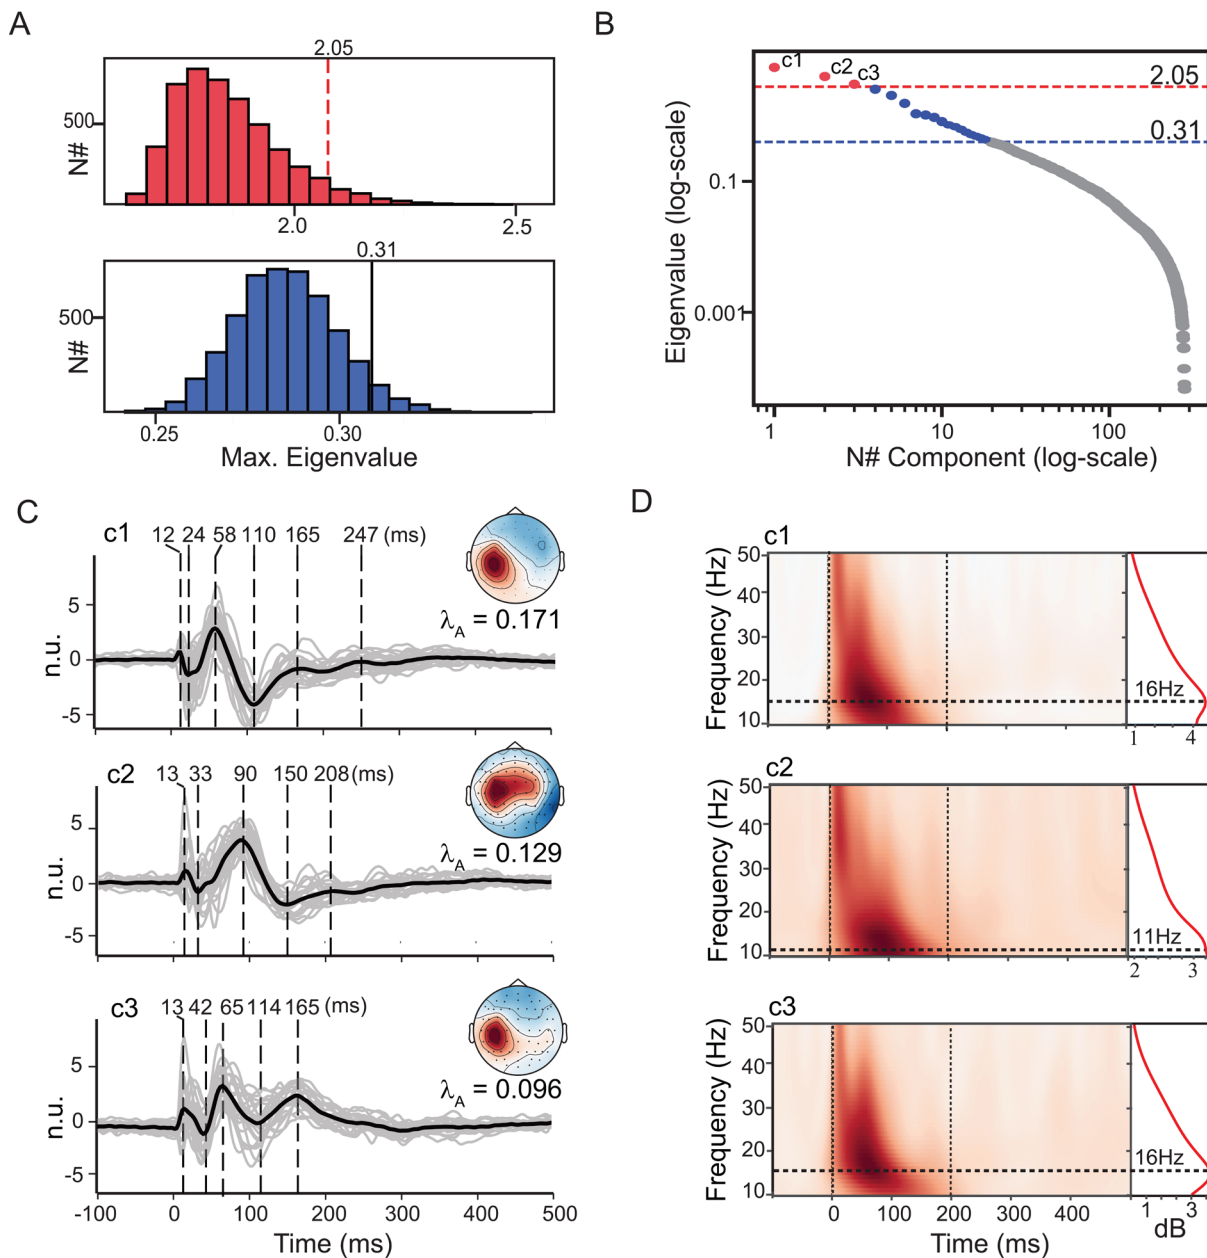 A
2.05
500
N#
2.0
2.5
0.31
500
N#
0.25
0.30
Max. Eigenvalue
B
c1
c2
c3
2.05
0.31
0.1
0.001
Eigenvalue (log-scale)
1
10
100
N# Component (log-scale)
C
c1
12 24 58 110 165 247 (ms)
5
0
-5
n.u.
λA = 0.171
c2
13 33 90 150 208 (ms)
5
0
-5
n.u.
λA = 0.129
c3
13 42 65 114 165 (ms)
5
0
-5
n.u.
λA = 0.096
-100 0 100 200 300 400 500
Time (ms)
D
c1
50
40
30
20
10
Frequency (Hz)
16Hz
1 4
c2
50
40
30
20
10
Frequency (Hz)
11Hz
2 3
c3
50
40
30
20
10
Frequency (Hz)
16Hz
0 100 200 400
Time (ms)
1 3
dB